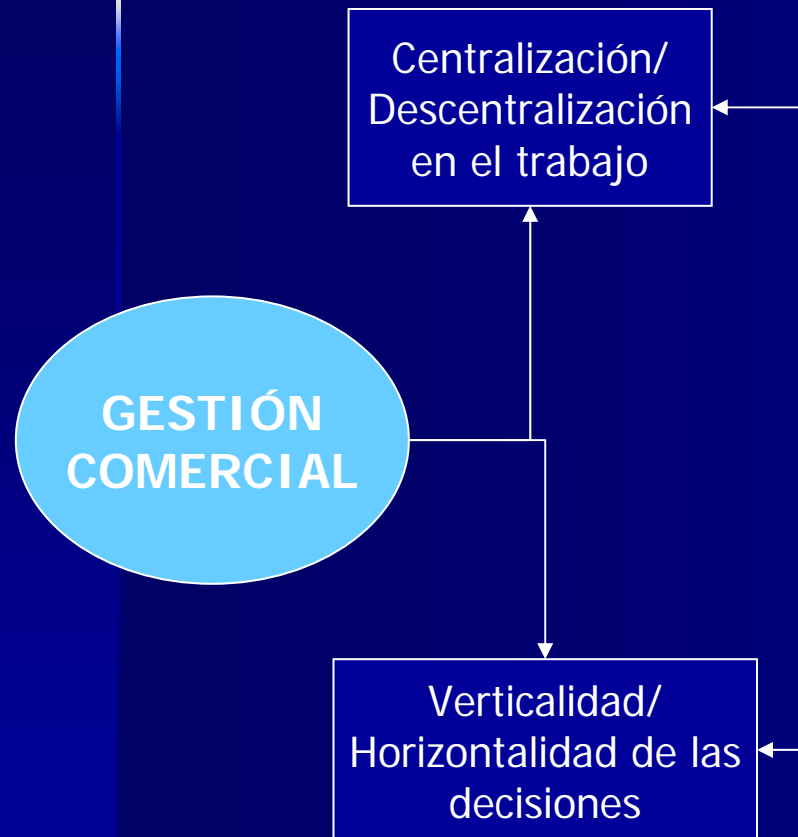 Centralización/
Descentralización
en el trabajo
GESTIÓN
COMERCIAL
Verticalidad/
Horizontalidad de las
decisiones